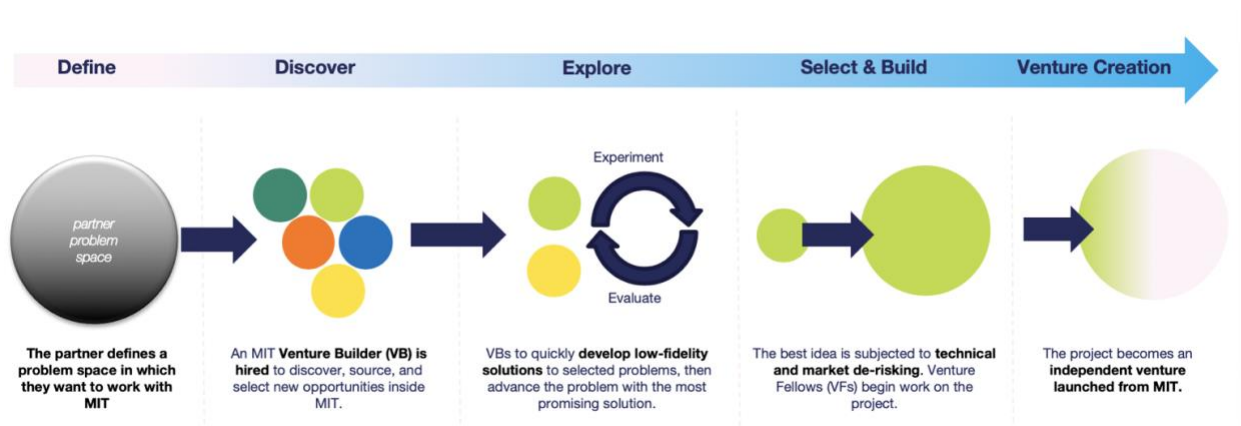 Define
Discover
Explore
Select & Build
Venture Creation
partner
problem
space
Experiment
Evaluate
The partner defines a
problem space in which
they want to work with
MIT
An MIT Venture Builder (VB) is
hired to discover, source, and
select new opportunities inside
MIT.
VBs to quickly develop low-fidelity
solutions to selected problems, then
advance the problem with the most
promising solution.
The best idea is subjected to technical
and market de-risking. Venture
Fellows (VFs) begin work on the
project.
The project becomes an
independent venture
launched from MIT.